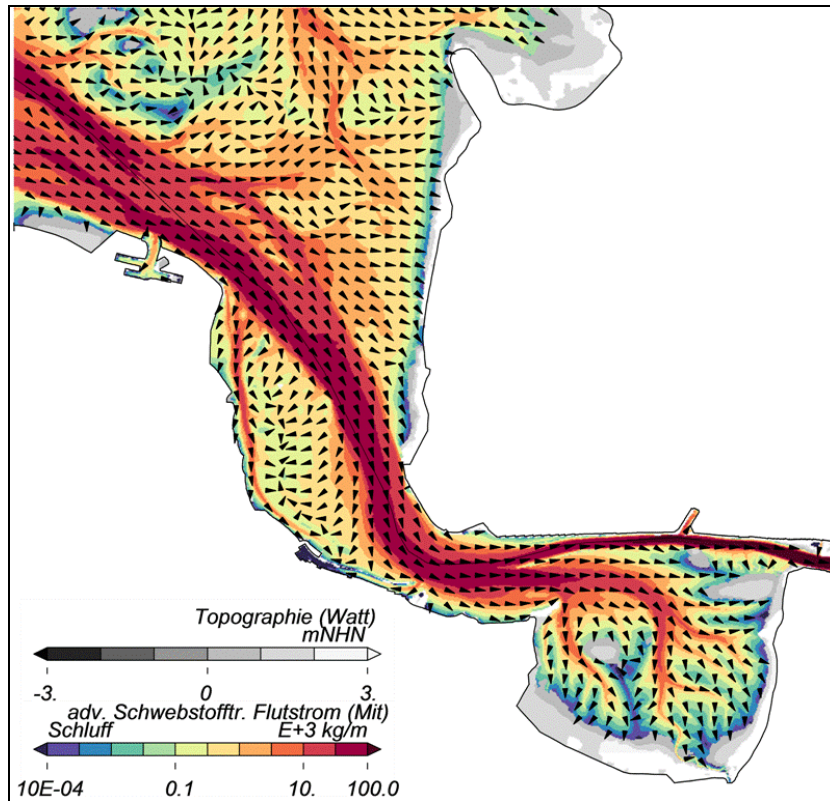 Topographie (Watt)
mNHN
-3. 0 3.
adv. Schwebstofftr. Flutstrom (Mit)
Schluff E+3 kg/m
10E-04 0.1 10. 100.0